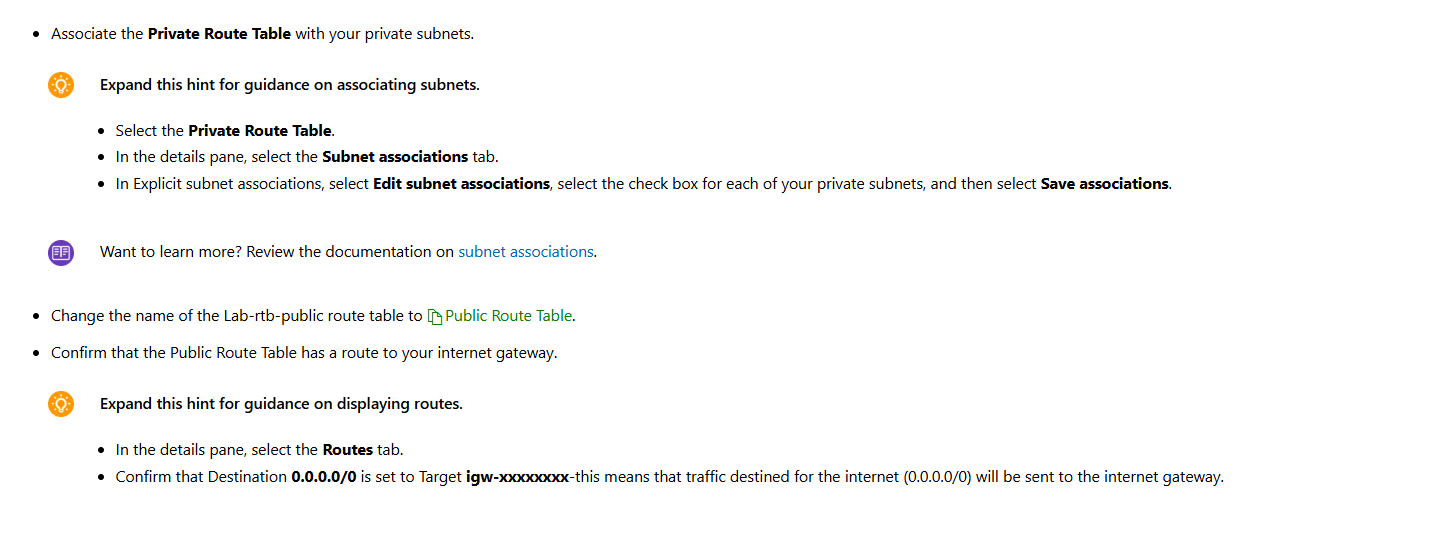 Associate the Private Route Table with your private subnets.
Expand this hint for guidance on associating subnets.
Select the Private Route Table.
In the details pane, select the Subnet associations tab.
In Explicit subnet associations, select Edit subnet associations, select the check box for each of your private subnets, and then select Save associations.
Want to learn more? Review the documentation on subnet associations.
Change the name of the Lab-rtb-public route table to Public Route Table.
Confirm that the Public Route Table has a route to your internet gateway.
Expand this hint for guidance on displaying routes.
In the details pane, select the Routes tab.
Confirm that Destination 0.0.0.0/0 is set to Target igw-xxxxxxxx-this means that traffic destined for the internet (0.0.0.0/0) will be sent to the internet gateway.